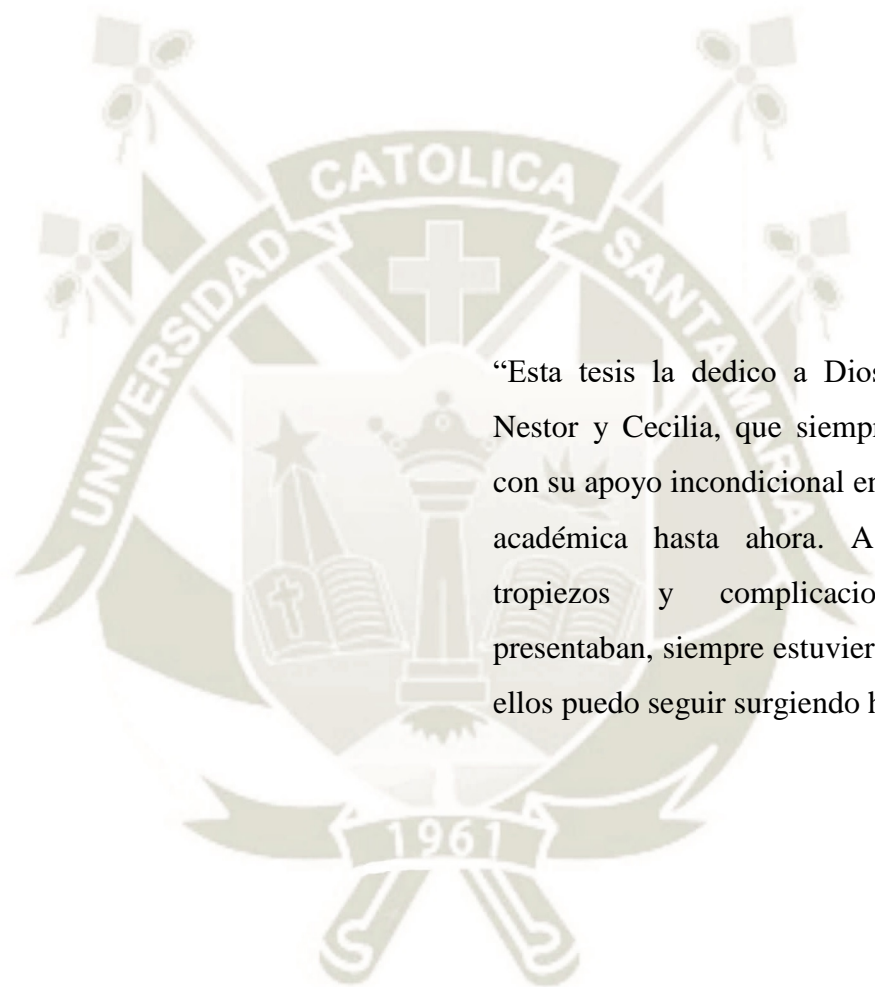 CATOLICA
UNIVERSIDAD
SANTA MARIA
“Esta tesis la dedico a Dios
Nestor y Cecilia, que siempr
con su apoyo incondicional en
académica hasta ahora. A
tropiezos y complicacio
presentaban, siempre estuvier
ellos puedo seguir surgiendo h
1961